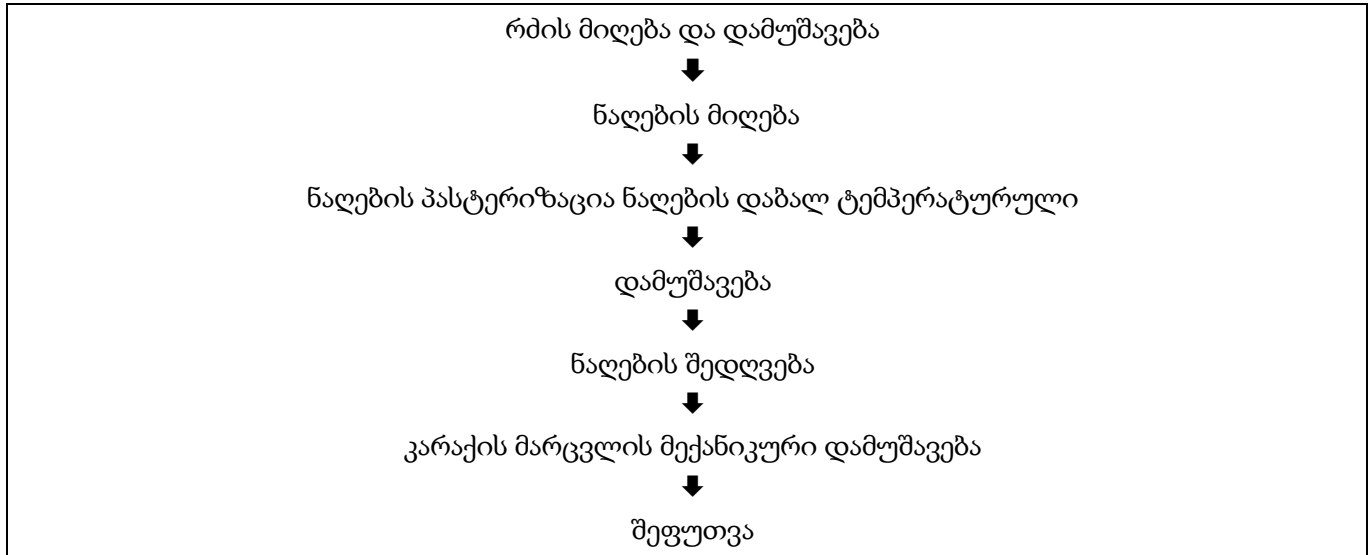 რძის მიღება და დამუშავება
ნაღების მიღება
ნაღების პასტერიზაცია ნაღების დაბალ ტემპერატურული
დამუშავება
ნაღების შედღვება
კარაქის მარცვლის მექანიკური დამუშავება
შეფუთვა